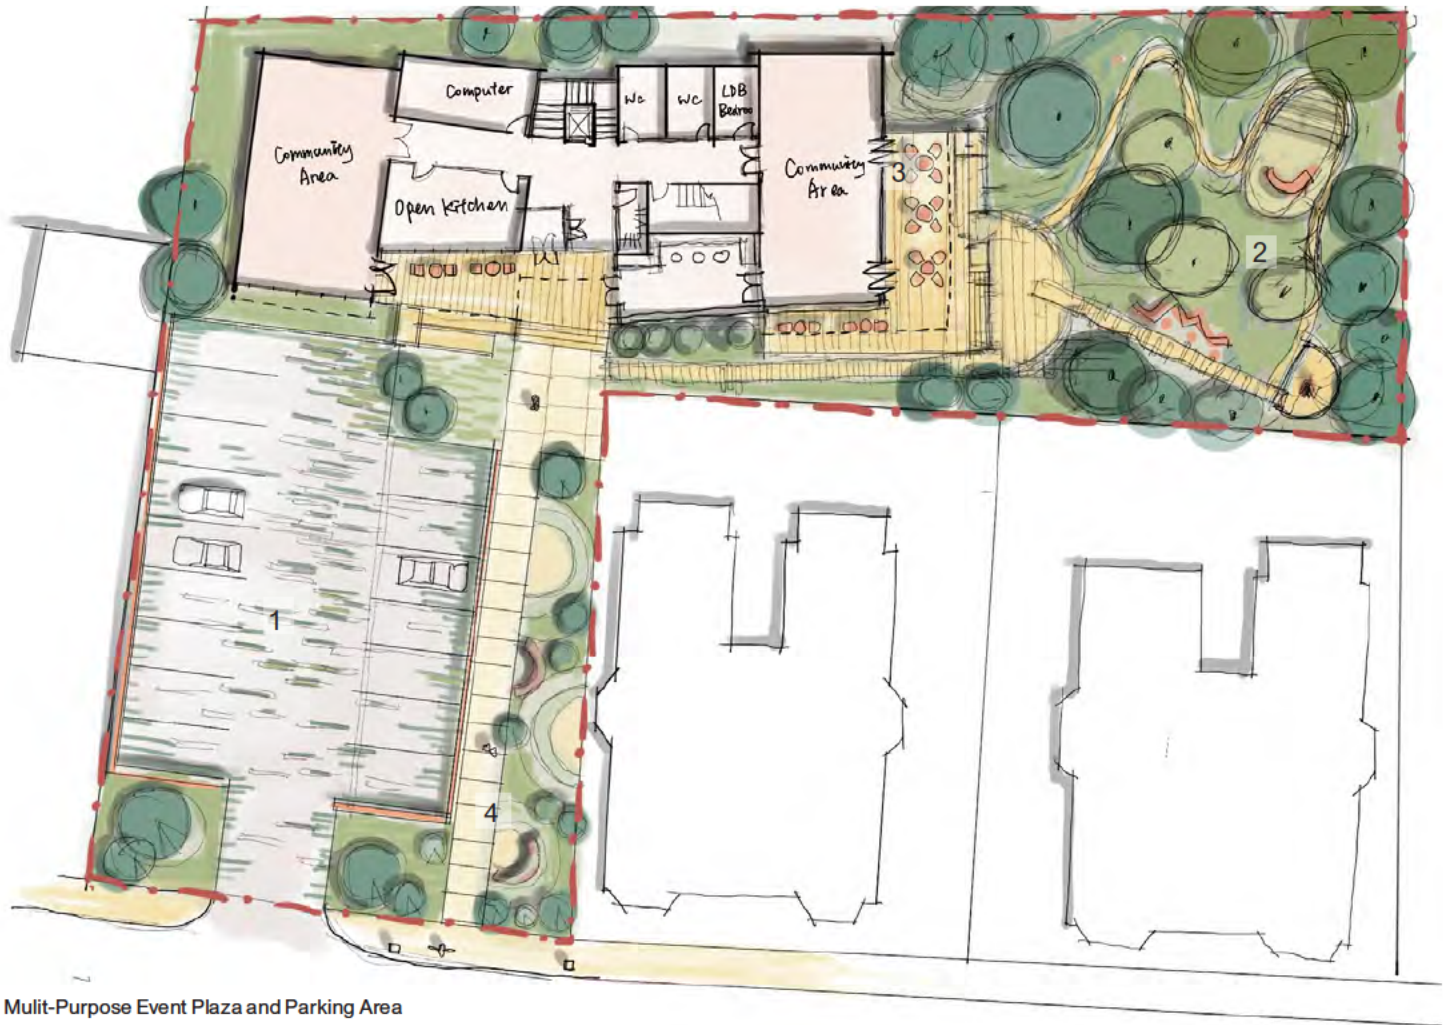 Computer
Wc
WC
LDB
Bedroo
Community
Area
Community
Area
3
Open Kitchen
2
1
4
Mulit-Purpose Event Plaza and Parking Area